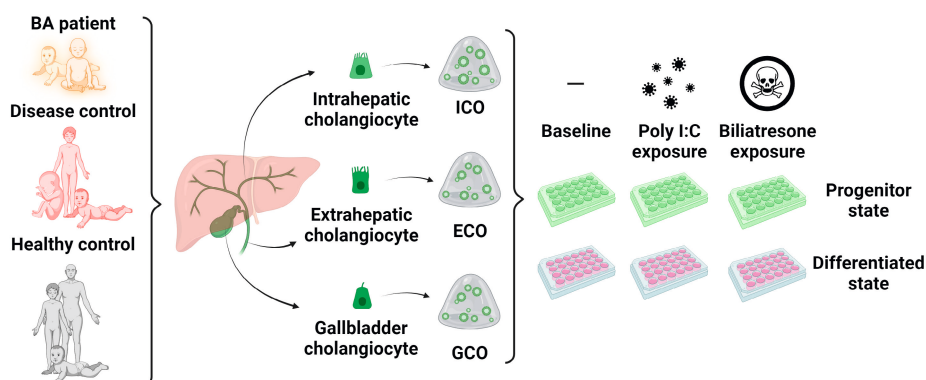 BA patient
Disease control
Healthy control
Intrahepatic
cholangiocyte
ICO
Extrahepatic
cholangiocyte
ECO
Gallbladder
cholangiocyte
GCO
Baseline
Poly I:C
exposure
Biliatresone
exposure
Progenitor
state
Differentiated
state